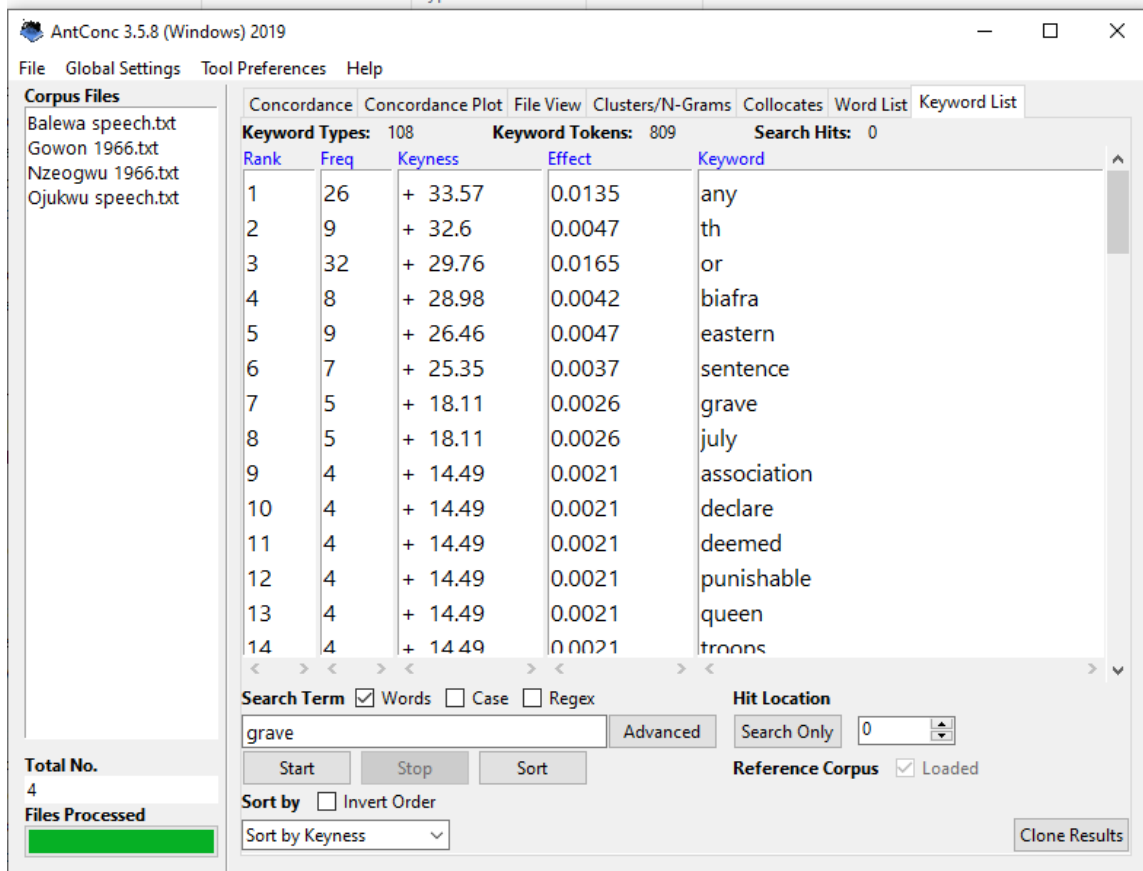 AntConc 3.5.8 (Windows) 2019
File Global Settings Tool Preferences Help
Corpus Files
Balewa speech.txt
Gowon 1966.txt
Nzeogwu 1966.txt
Ojukwu speech.txt
Total No.
4
Files Processed
Concordance Concordance Plot File View Clusters/N-Grams Collocates Word List Keyword List
Keyword Types: 108 Keyword Tokens: 809 Search Hits: 0
Rank Freq Keyness Effect Keyword
1 26 + 33.57 0.0135 any
2 9 + 32.6 0.0047 th
3 32 + 29.76 0.0165 or
4 8 + 28.98 0.0042 biafra
5 9 + 26.46 0.0047 eastern
6 7 + 25.35 0.0037 sentence
7 5 + 18.11 0.0026 grave
8 5 + 18.11 0.0026 july
9 4 + 14.49 0.0021 association
10 4 + 14.49 0.0021 declare
11 4 + 14.49 0.0021 deemed
12 4 + 14.49 0.0021 punishable
13 4 + 14.49 0.0021 queen
14 4 + 14.49 0.0021 troops
Search Term Words Case Regex Hit Location
grave Advanced Search Only 0
Start Stop Sort Reference Corpus Loaded
Sort by Invert Order
Sort by Keyness Clone Results